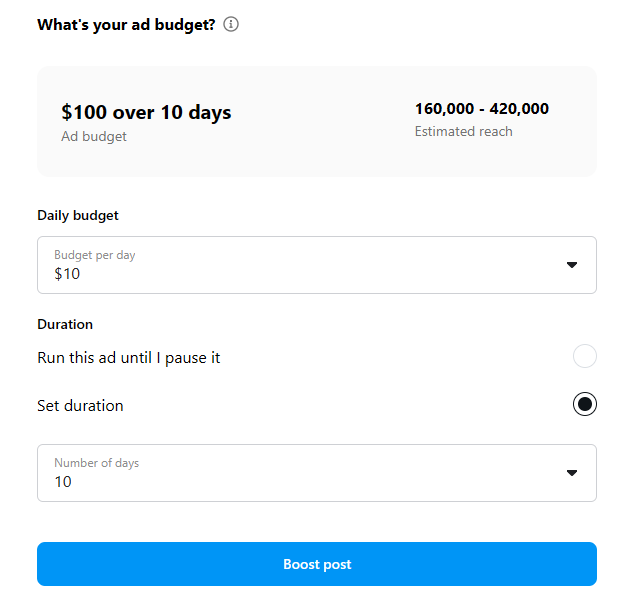 What's your ad budget?
$100 over 10 days
Ad budget
160,000 - 420,000
Estimated reach
Daily budget
Budget per day
$10
Duration
Run this ad until I pause it
Set duration
Number of days
10
Boost post